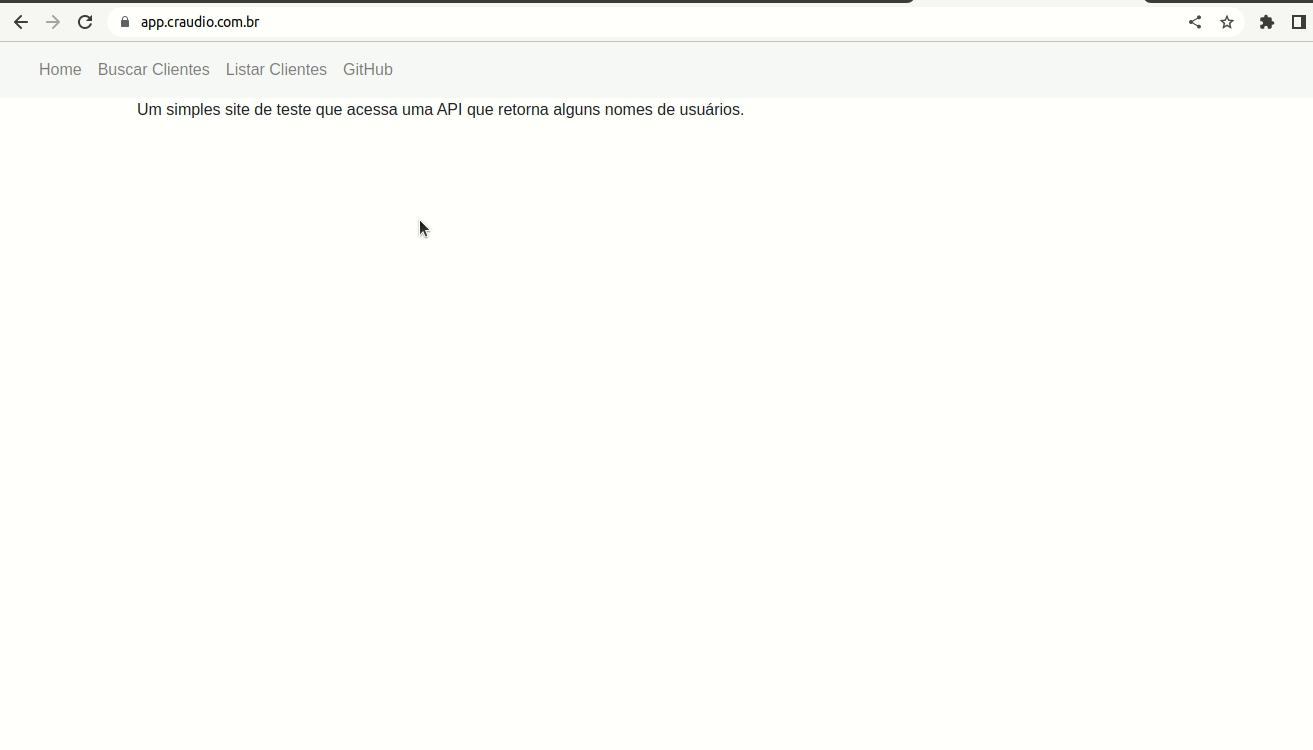 app.craudio.com.br
Home Buscar Clientes Listar Clientes GitHub
Um simples site de teste que acessa uma API que retorna alguns nomes de usuários.